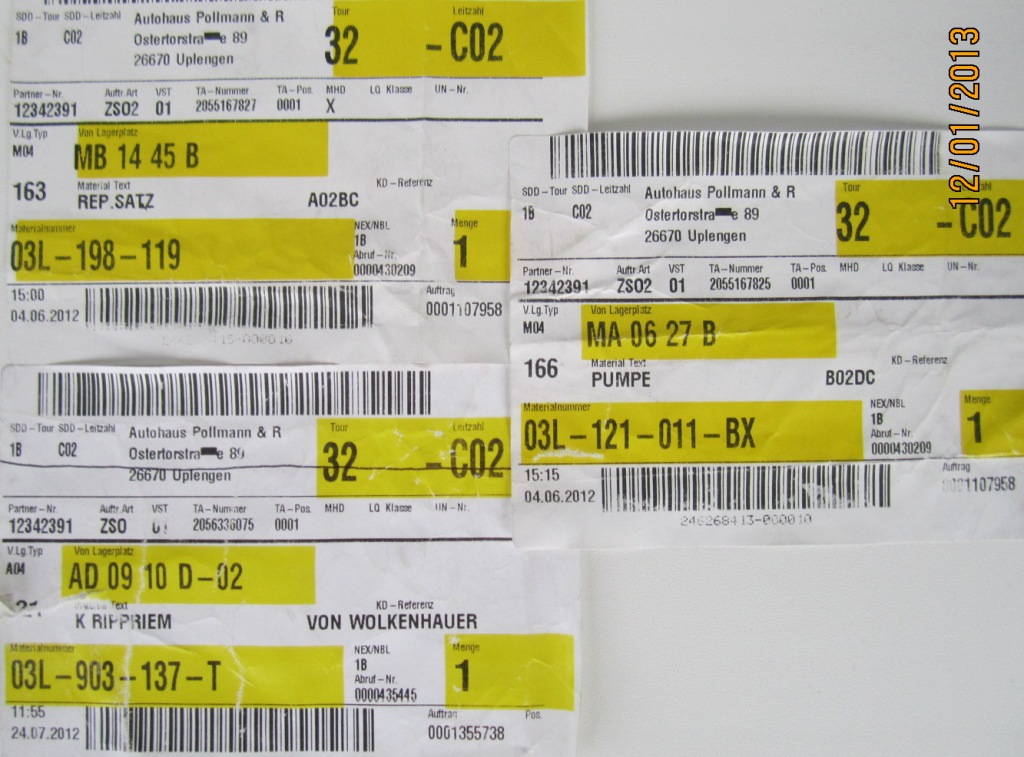 SDD-Tour SDD-Leitzahl Autohaus Pollmann & R Tour Leitzahl
1B C02 Ostertorstra e 89 32 -C02
26670 Uplengen
Partner-Nr. Auftr.Art VST TA-Nummer TA-Pos. MHD LQ Klasse UN-Nr.
12342391 ZSO2 01 2055167827 0001 X
V.Lg.Typ Von Lagerplatz
M04 MB 14 45 B
163 Material Text KD-Referenz
REP.SATZ A02BC
Materialnummer NEX/NBL Menge
03L-198-119 1B 1
Abruf-Nr.
0000430209
15:00 Auftrag
04.06.2012 0001107958
SDD-Tour SDD-Leitzahl Autohaus Pollmann & R Tour Leitzahl
1B C02 Ostertorstra e 89 32 -C02
26670 Uplengen
Partner-Nr. Auftr.Art VST TA-Nummer TA-Pos. MHD LQ Klasse UN-Nr.
12342391 ZSO 2056336075 0001
V.Lg.Typ Von Lagerplatz
A04 AD 09 10 D-02
Material Text KD-Referenz
K RIPPRIEM VON WOLKENHAUER
Materialnummer NEX/NBL Menge
03L-903-137-T 1B 1
Abruf-Nr.
0000435445
11:55 Auftrag Pos.
24.07.2012 0001355738
12/01/2013
SDD-Tour SDD-Leitzahl Autohaus Pollmann & R Tour
1B C02 Ostertorstra e 89 32 -C02
26670 Uplengen
Partner-Nr. Auftr.Art VST TA-Nummer TA-Pos. MHD LQ Klasse UN-Nr.
12342391 ZSO2 01 2055167825 0001
V.Lg.Typ Von Lagerplatz
M04 MA 06 27 B
166 Material Text KD-Referenz
PUMPE B02DC
Materialnummer NEX/NBL Menge
03L-121-011-BX 1B 1
Abruf-Nr.
0000430209
15:15 Auftrag
04.06.2012 0001107958
246268413-000010